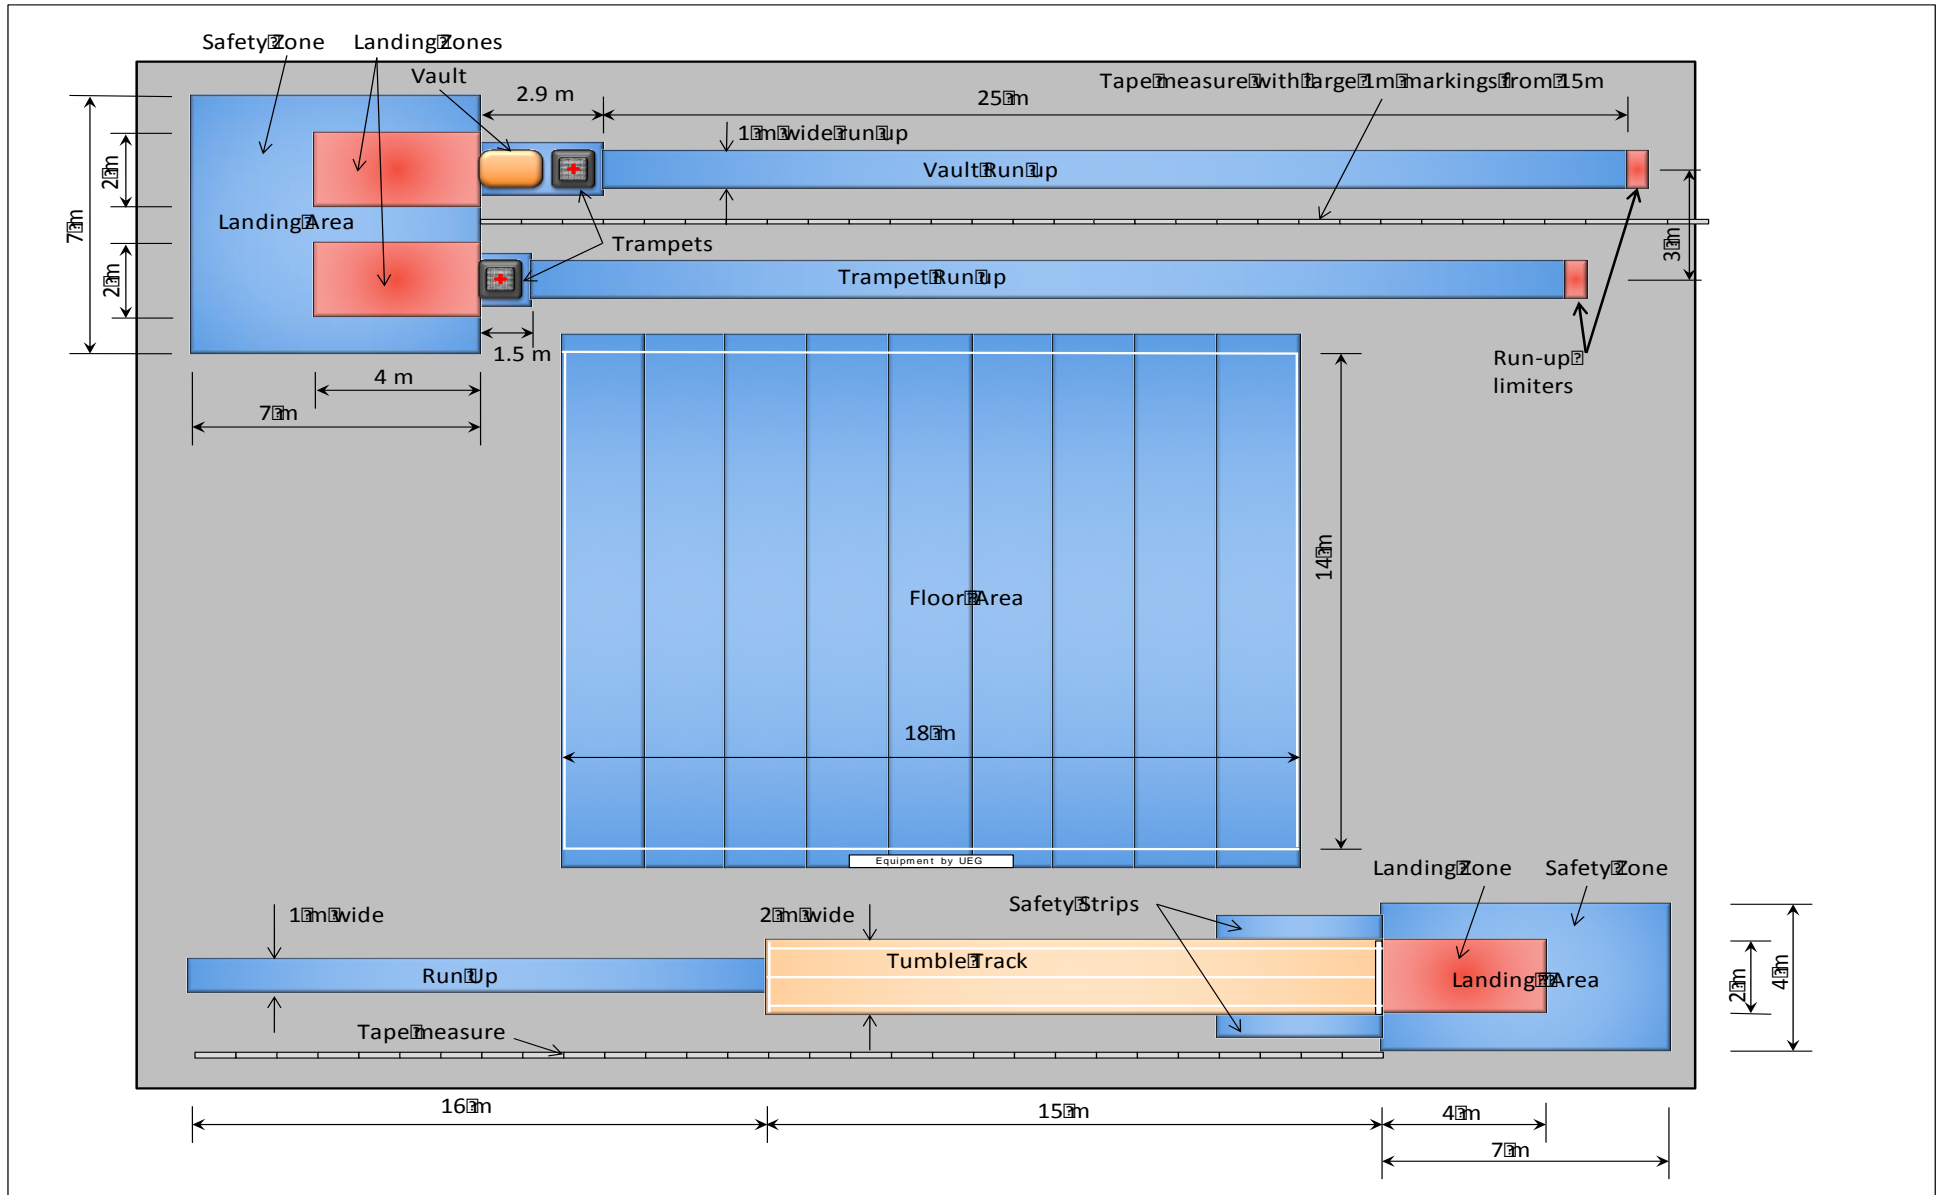 Safety Zone
Landing Zones
Vault
2.9 m
25 m
Tape measure with large 1m markings from 15m
1 m wide run up
Vault Run up
2 m
7 m
Landing Area
Trampets
3 m
2 m
Trampet Run up
1.5 m
Run-up
limiters
4 m
7 m
14 m
Floor Area
18 m
Equipment by UEG
Landing Zone
Safety Zone
1 m wide
2 m wide
Safety Strips
Tumble Track
Run Up
Landing Area
2 m
4 m
Tape measure
16 m
15 m
4 m
7 m